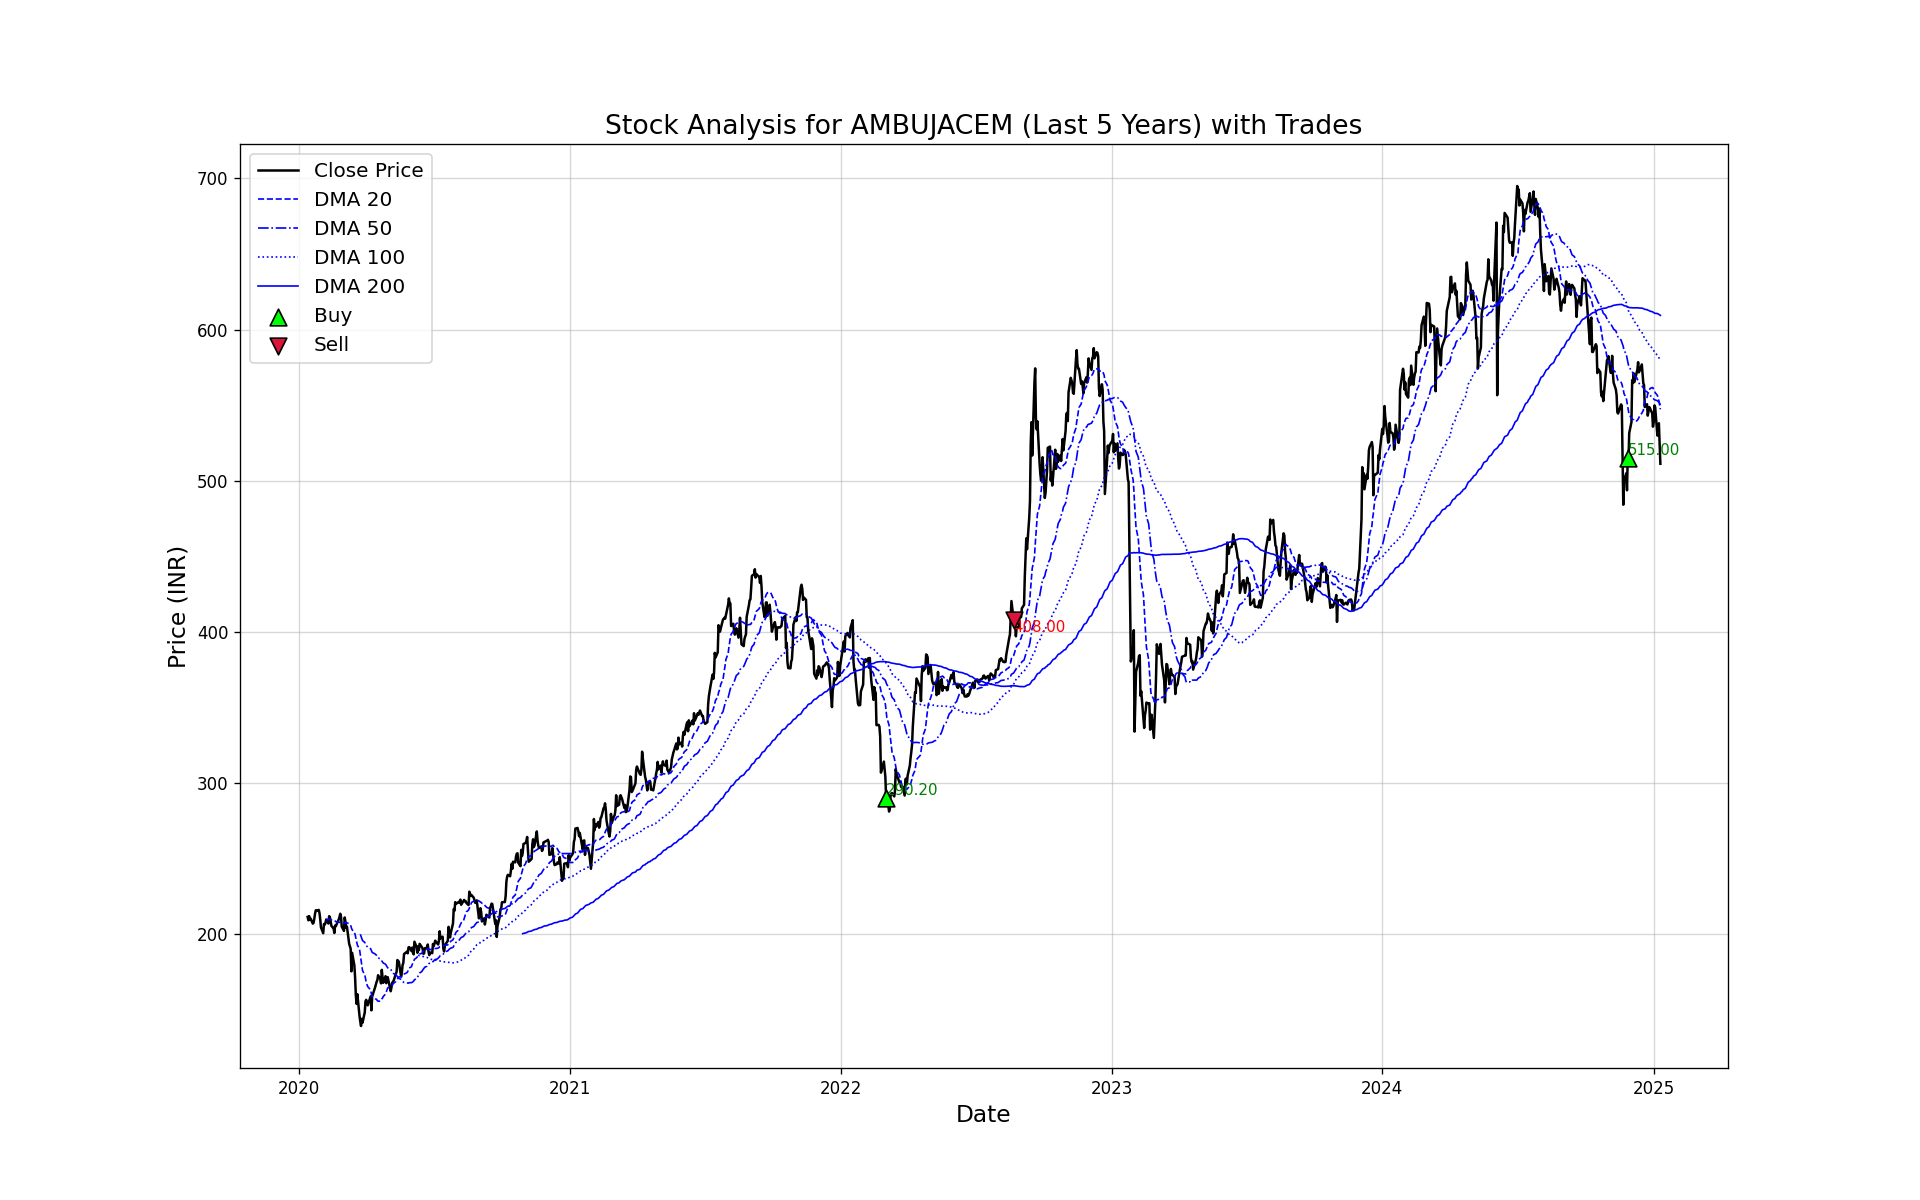 Stock Analysis for AMBUJACEM (Last 5 Years) with Trades
Close Price
DMA 20
DMA 50
DMA 100
DMA 200
Buy
Sell
Price (INR)
700
600
500
400
300
200
290.20
408.00
515.00
2020
2021
2022
2023
2024
2025
Date